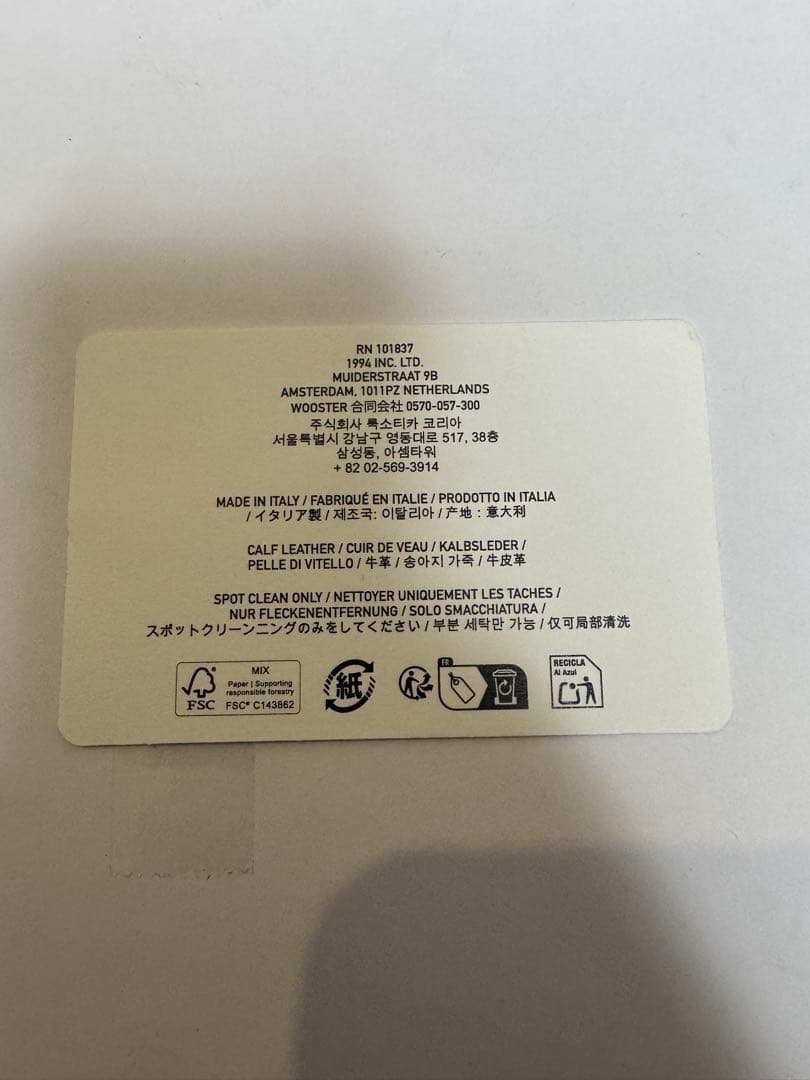 RN 101837
1994 INC. LTD.
MUIDERSTRAAT 9B
AMSTERDAM, 1011PZ NETHERLANDS
WOOSTER 合同会社 0570-057-300
주식회사 룩소티카 코리아
서울특별시 강남구 영동대로 517, 38층
삼성동, 아셈타워
+ 82 02-569-3914
MADE IN ITALY / FABRIQUÉ EN ITALIE / PRODOTTO IN ITALIA
/ イタリア製 / 제조국: 이탈리아 / 产地 : 意大利
CALF LEATHER / CUIR DE VEAU / KALBSLEDER /
PELLE DI VITELLO / 牛革 / 송아지 가죽 / 牛皮革
SPOT CLEAN ONLY / NETTOYER UNIQUEMENT LES TACHES /
NUR FLECKENENTFERNUNG / SOLO SMACCHIATURA /
スポットクリーンニングのみをしてください / 부분 세탁만 가능 / 仅可局部清洗
FSC
MIX
Paper | Supporting
responsible forestry
FSC® C143862
紙
FR
RECICLA
Al Azul